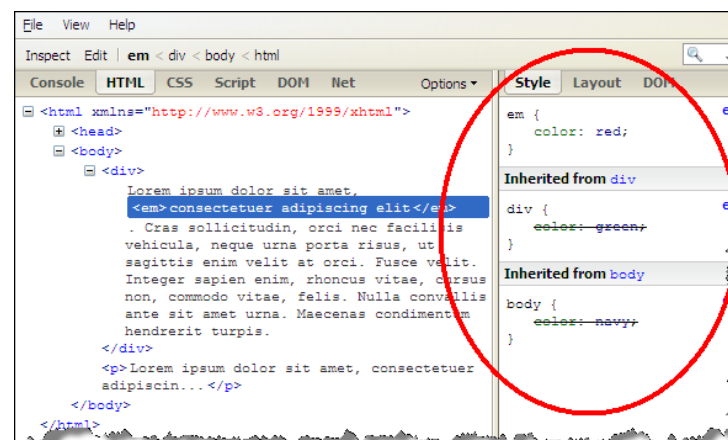 File View Help
Inspect Edit | em < div < body < html
Console HTML CSS Script DOM Net Options
Style Layout DOM
<html xmlns="http://www.w3.org/1999/xhtml">
<head>
<body>
<div>
Lorem ipsum dolor sit amet,
<em>consectetuer adipiscing elit</em>
. Cras sollicitudin, orci nec facilisis
vehicula, neque urna porta risus, ut
sagittis enim velit at orci. Fusce velit.
Integer sapien enim, rhoncus vitae, cursus
non, commodo vitae, felis. Nulla convallis
ante sit amet urna. Maecenas condimentum
hendrerit turpis.
</div>
<p>Lorem ipsum dolor sit amet, consectetuer
adipiscin...</p>
</body>
</html>
em {
color: red;
}
Inherited from div
div {
color: green;
}
Inherited from body
body {
color: navy;
}